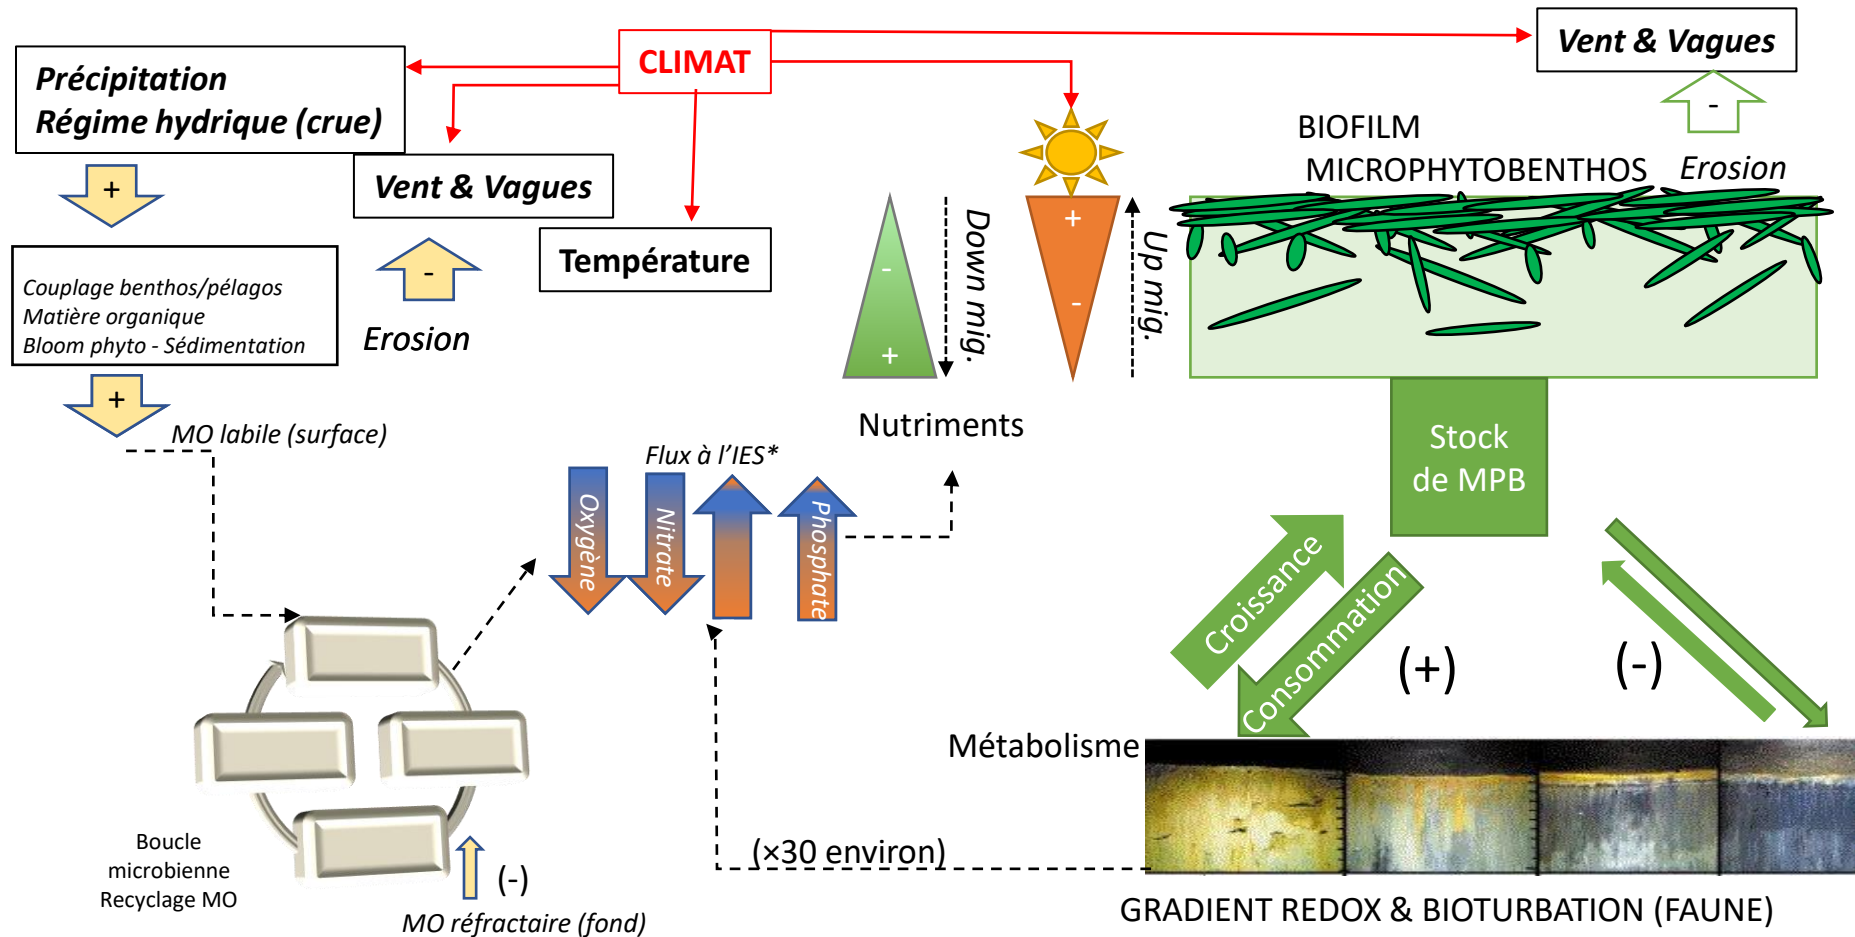 CLIMAT
Vent & Vagues
Précipitation
Régime hydrique (crue)
+
Vent & Vagues
-
Erosion
Température
Couplage benthos/pélagos
Matière organique
Bloom phyto - Sédimentation
+
MO labile (surface)
Boucle
microbienne
Recyclage MO
(-)
MO réfractaire (fond)
Flux à l’IES*
Oxygène
Nitrate
Phosphate
-
+
Down mig.
Nutriments
+
-
Up mig.
-
BIOFILM
MICROPHYTOBENTHOS
Erosion
Stock
de MPB
Croissance
Consommation
(+)
(-)
Métabolisme
(×30 environ)
GRADIENT REDOX & BIOTURBATION (FAUNE)